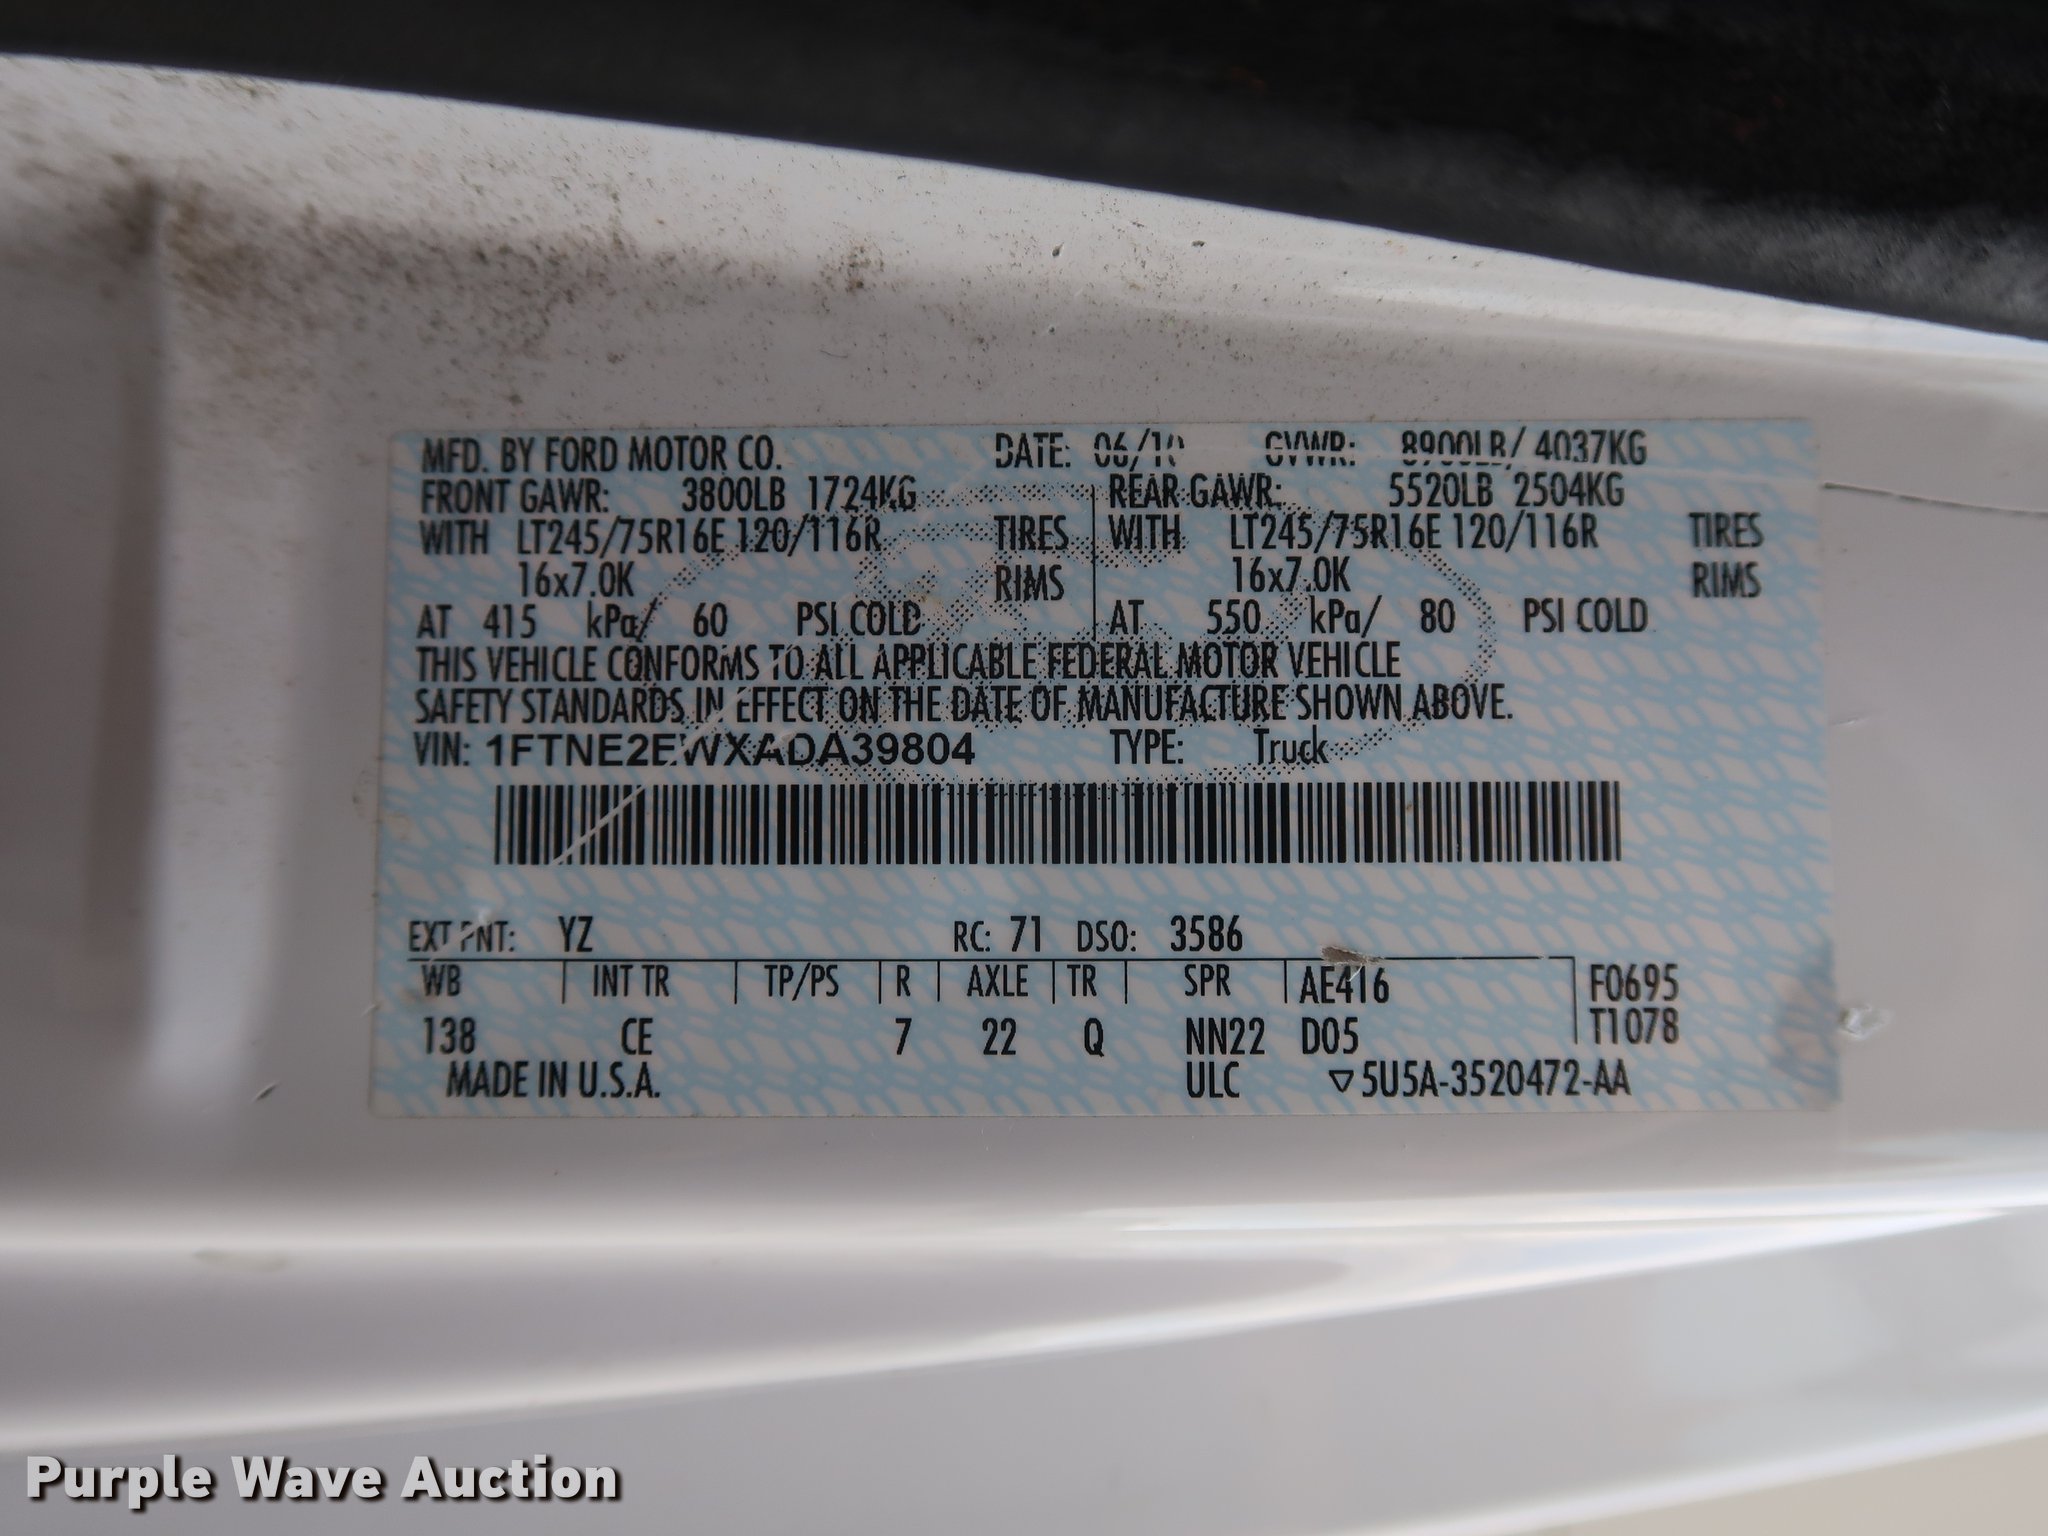 MFD. BY FORD MOTOR CO. DATE: 06/10 GVWR: 8900LB/ 4037KG
FRONT GAWR: 3800LB 1724KG REAR GAWR: 5520LB 2504KG
WITH LT245/75R16E 120/116R TIRES WITH LT245/75R16E 120/116R TIRES
16x7.0K RIMS 16x7.0K RIMS
AT 415 kPa/ 60 PSI COLD AT 550 kPa/ 80 PSI COLD
THIS VEHICLE CONFORMS TO ALL APPLICABLE FEDERAL MOTOR VEHICLE
SAFETY STANDARDS IN EFFECT ON THE DATE OF MANUFACTURE SHOWN ABOVE.
VIN: 1FTNE2EWXADA39804 TYPE: Truck
EXT PNT: YZ RC: 71 DSO: 3586
WB INT TR TP/PS R AXLE TR SPR AE416 F0695
138 CE 7 22 Q NN22 D05 T1078
MADE IN U.S.A. ULC ▽5U5A-3520472-AA
Purple Wave Auction